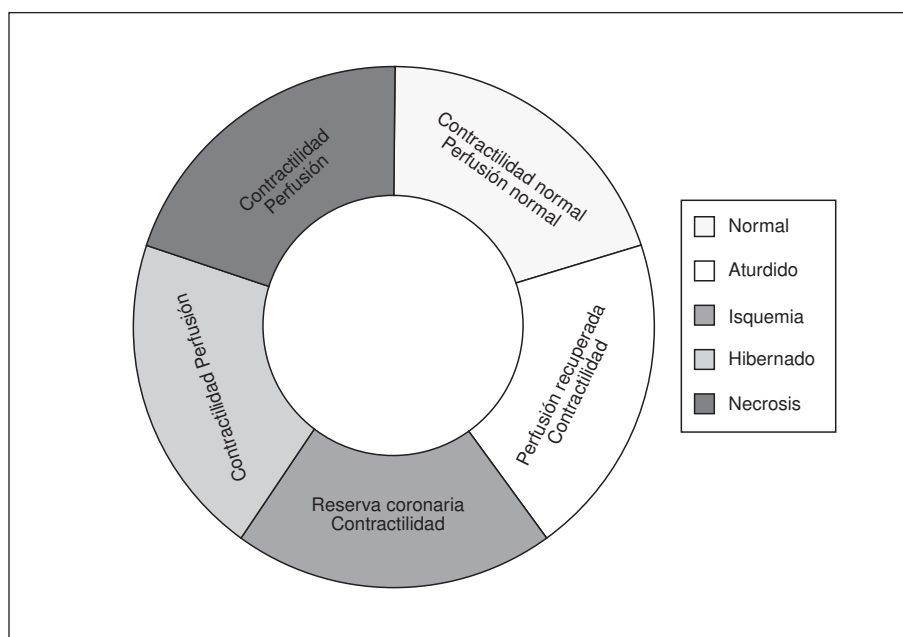 Contractilidad
Perfusión
Contractilidad normal
Perfusión normal
Perfusión recuperada
Contractilidad
Reserva coronaria
Contractilidad
Contractilidad Perfusión
Normal
Aturdido
Isquemia
Hibernado
Necrosis